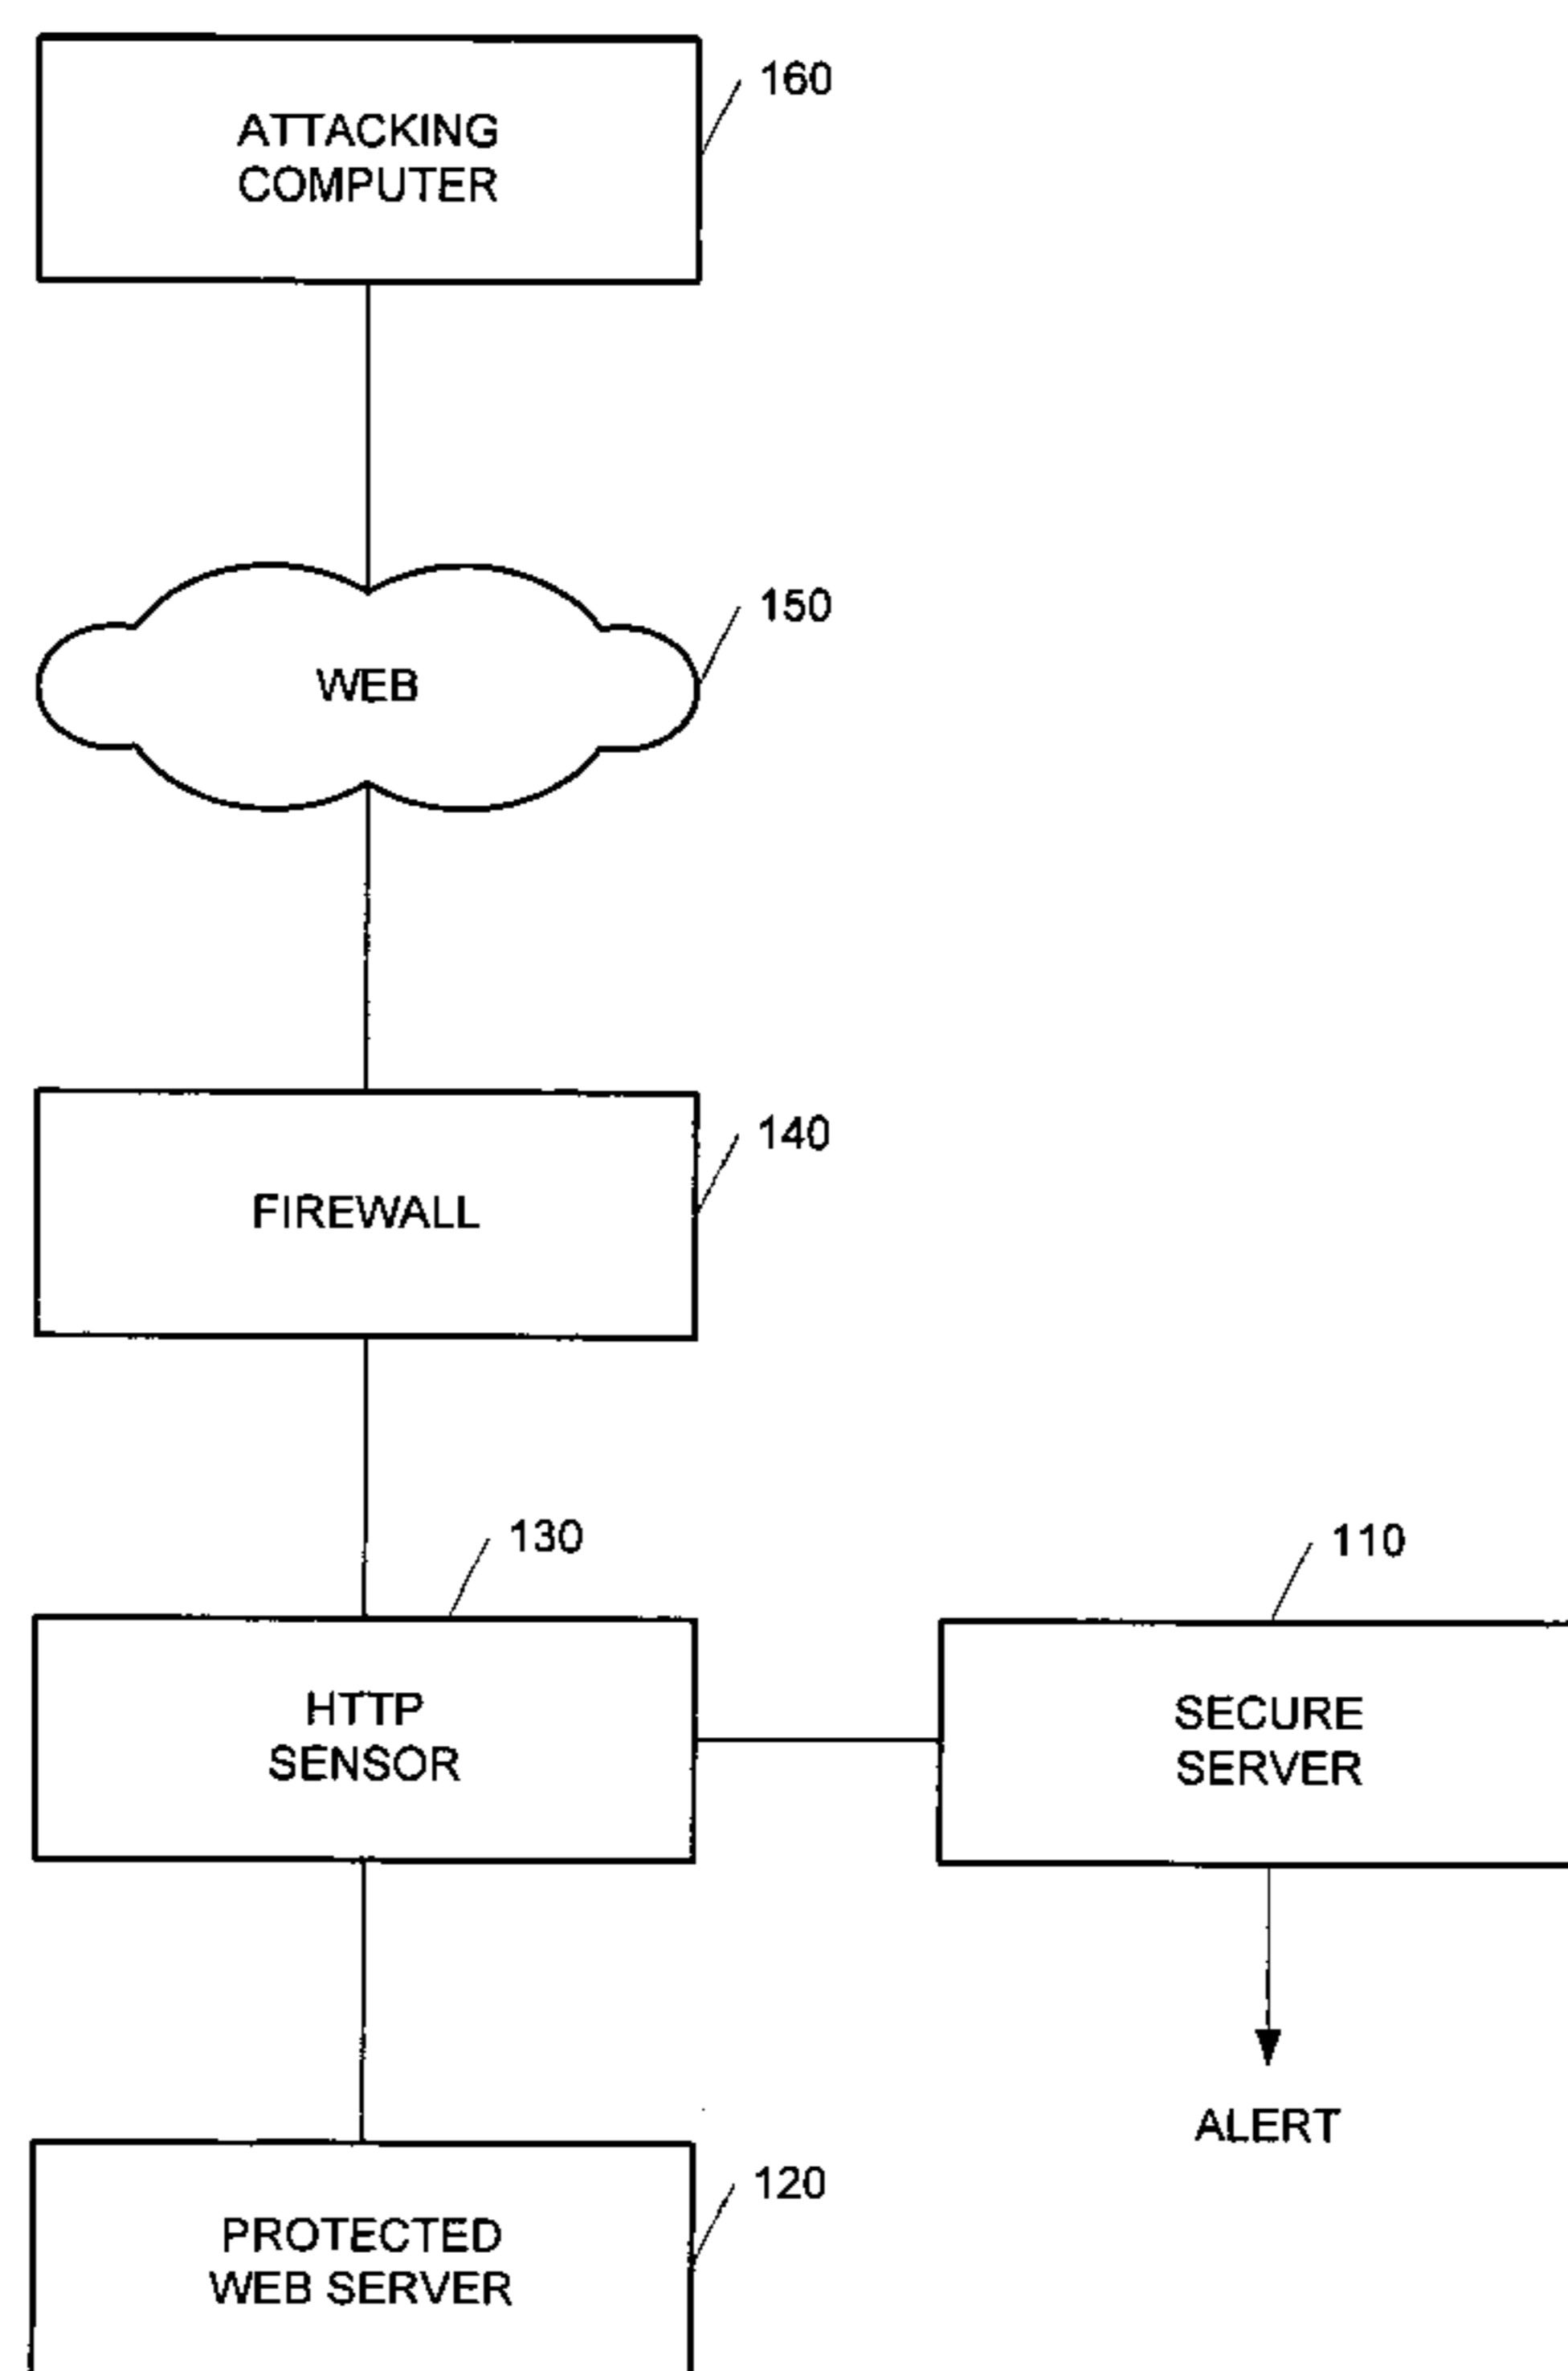 160
ATTACKING
COMPUTER
150
WEB
140
FIREWALL
130
110
HTTP
SENSOR
SECURE
SERVER
ALERT
120
PROTECTED
WEB SERVER